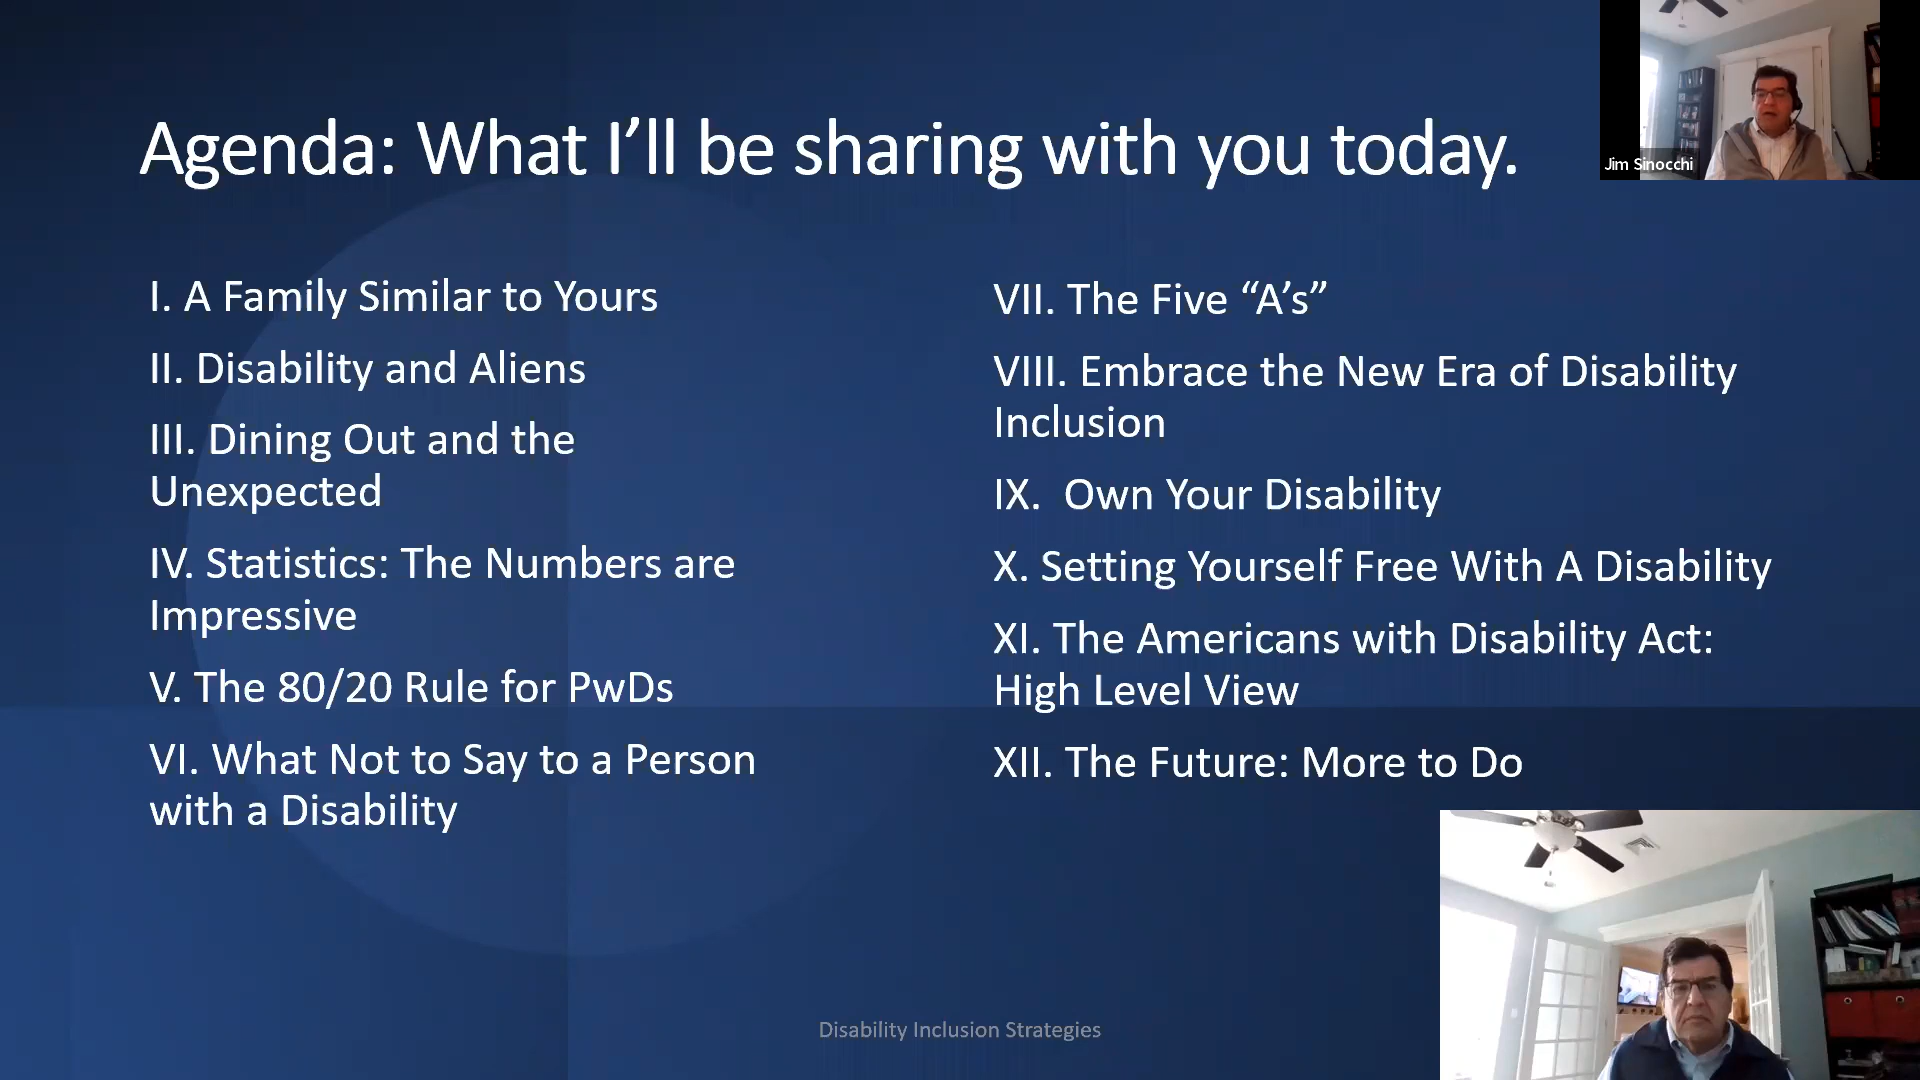 Agenda: What I’ll be sharing with you today.
Jim Sinocchi
I. A Family Similar to Yours
II. Disability and Aliens
III. Dining Out and the
Unexpected
IV. Statistics: The Numbers are
Impressive
V. The 80/20 Rule for PwDs
VI. What Not to Say to a Person
with a Disability
VII. The Five “A’s”
VIII. Embrace the New Era of Disability
Inclusion
IX.  Own Your Disability
X. Setting Yourself Free With A Disability
XI. The Americans with Disability Act:
High Level View
XII. The Future: More to Do
Disability Inclusion Strategies